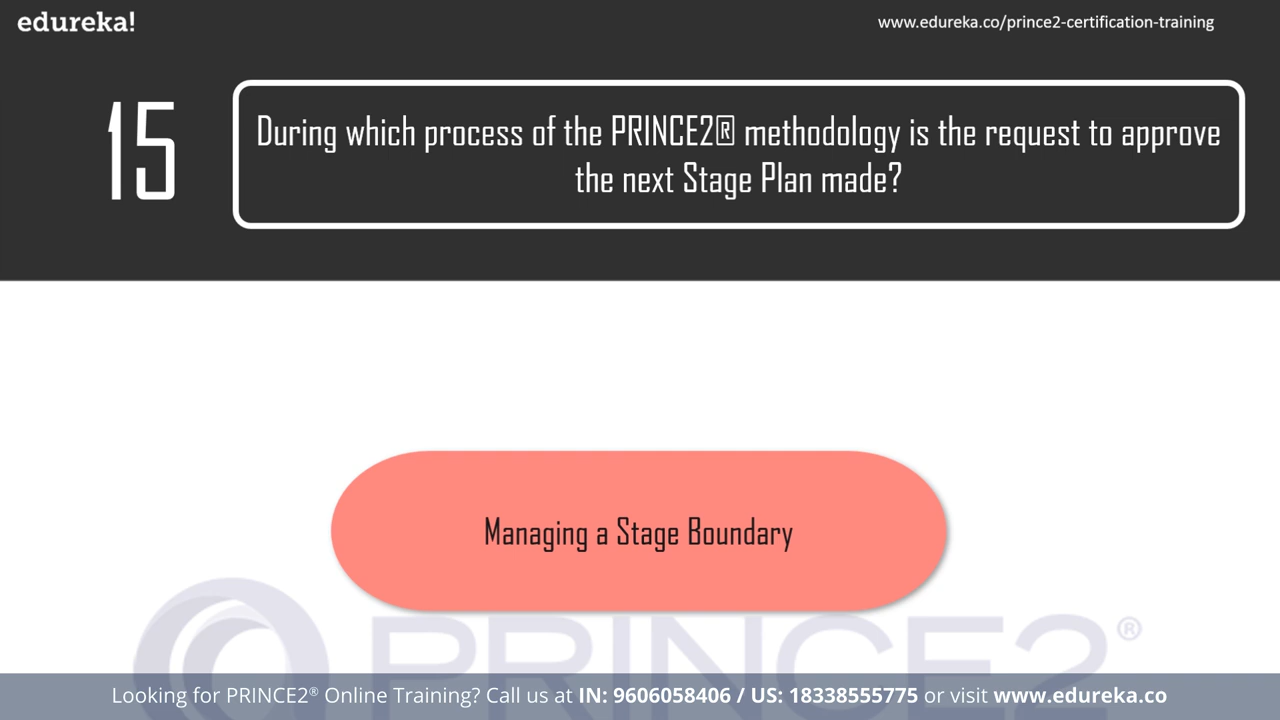 edureka!
www.edureka.co/prince2-certification-training
15
During which process of the PRINCE2® methodology is the request to approve
the next Stage Plan made?
Managing a Stage Boundary
PRINCE2®
Looking for PRINCE2® Online Training? Call us at IN: 9606058406 / US: 18338555775 or visit www.edureka.co